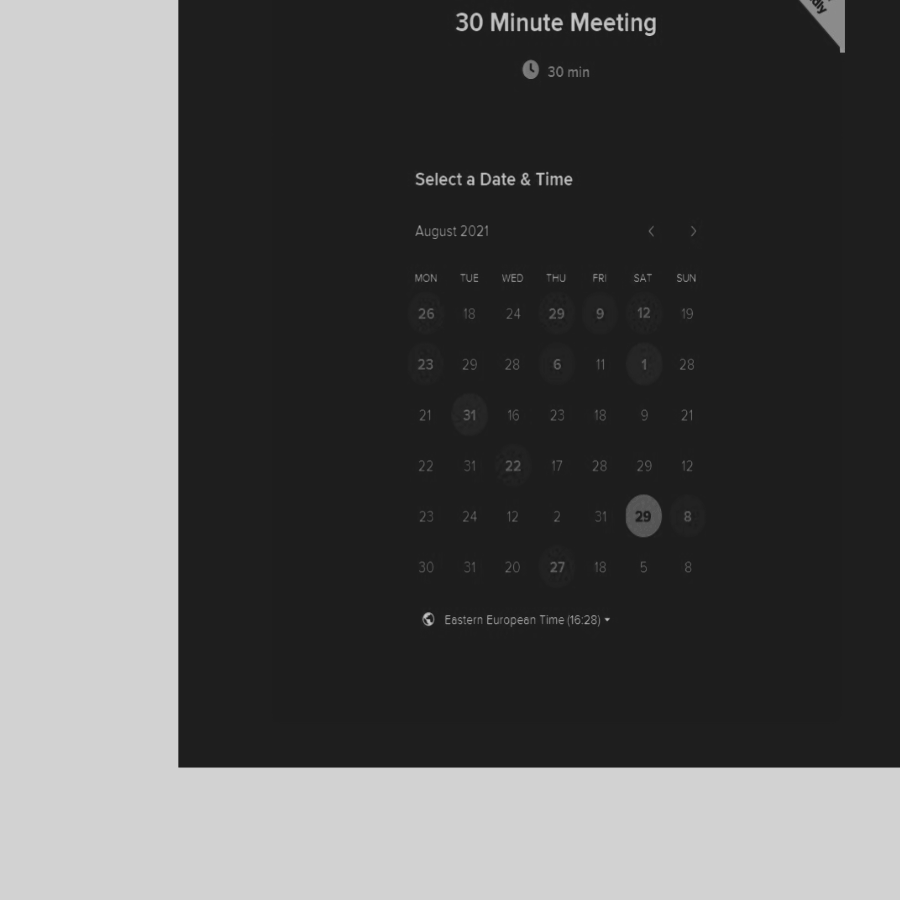 30 Minute Meeting
30 min
Select a Date & Time
August 2021
MON TUE WED THU FRI SAT SUN
26 18 24 29 9 12 19
23 29 28 6 11 1 28
21 31 16 23 18 9 21
22 31 22 17 28 29 12
23 24 12 2 31 29 8
30 31 20 27 18 5 8
Eastern European Time (16:28)